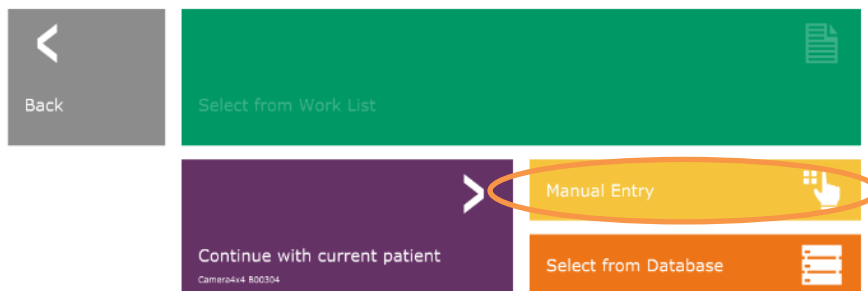 Back
Select from Work List
Manual Entry
Continue with current patient
Camera4x4 B00304
Select from Database